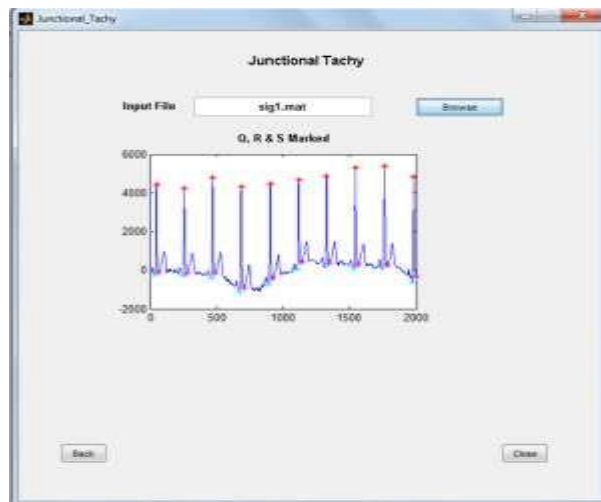 Junctional_Tachy
Junctional Tachy
Input File
sig1.mat
Browse
Q, R & S Marked
6000
4000
2000
0
-2000
0
500
1000
1500
2000
Back
Close